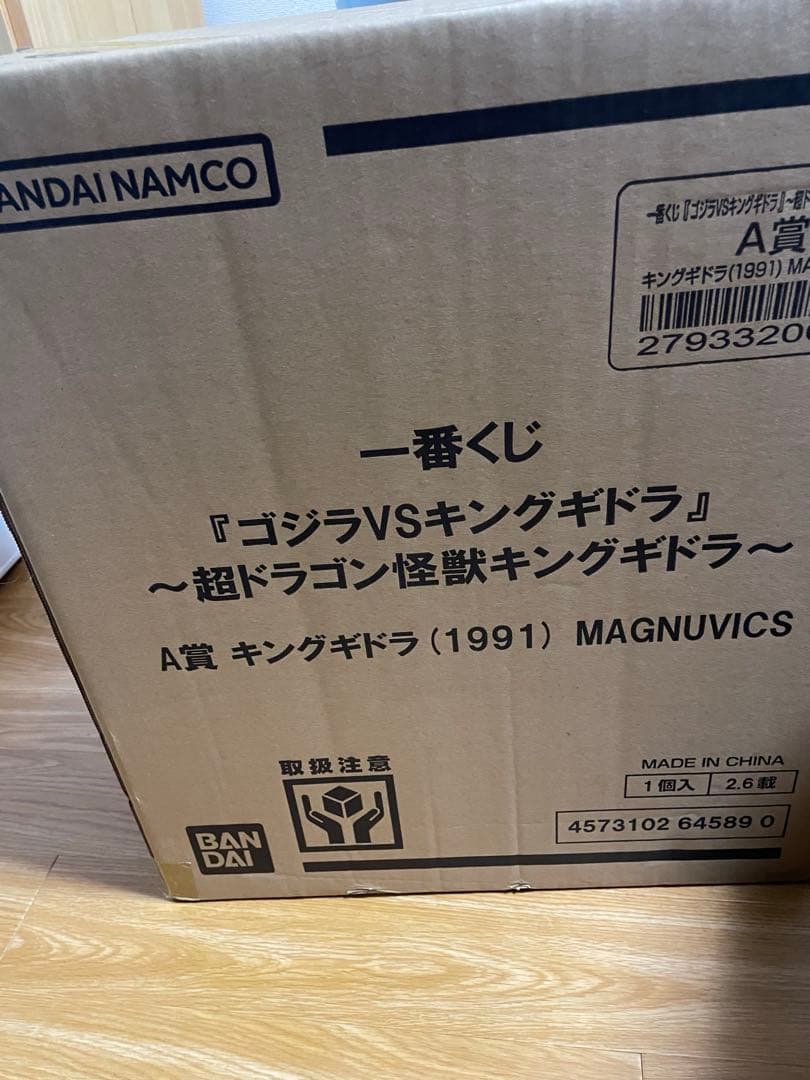 BANDAI NAMCO
一番くじ『ゴジラVSキングギドラ』〜超ド
A賞
キングギドラ(1991) MA
2793320
一番くじ
『ゴジラVSキングギドラ』
〜超ドラゴン怪獣キングギドラ〜
A賞 キングギドラ(1991) MAGNUVICS
取扱注意
MADE IN CHINA
1個入 2.6載
4573102 64589 0
BAN
DAI